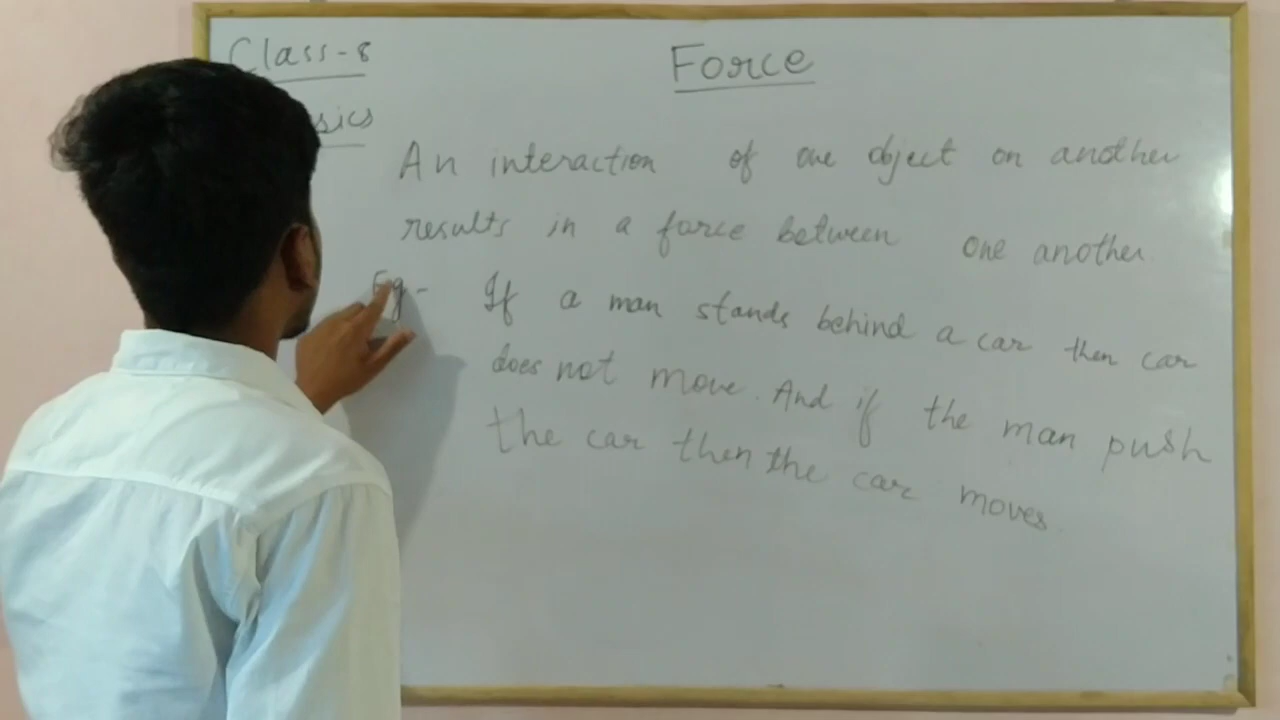 Class-8
Force
An interaction of one object on another
results in a force between one another.
Eg- If a man stands behind a car then car
does not move. And if the man push
the car then the car moves